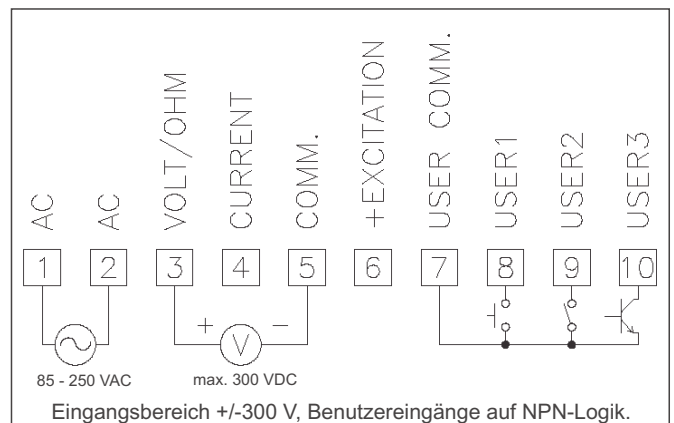 AC
AC
VOLT/OHM
CURRENT
COMM.
+EXCITATION
USER COMM.
USER1
USER2
USER3
1 2 3 4 5 6 7 8 9 10
+ V -
85 - 250 VAC
max. 300 VDC
Eingangsbereich +/-300 V, Benutzereingänge auf NPN-Logik.